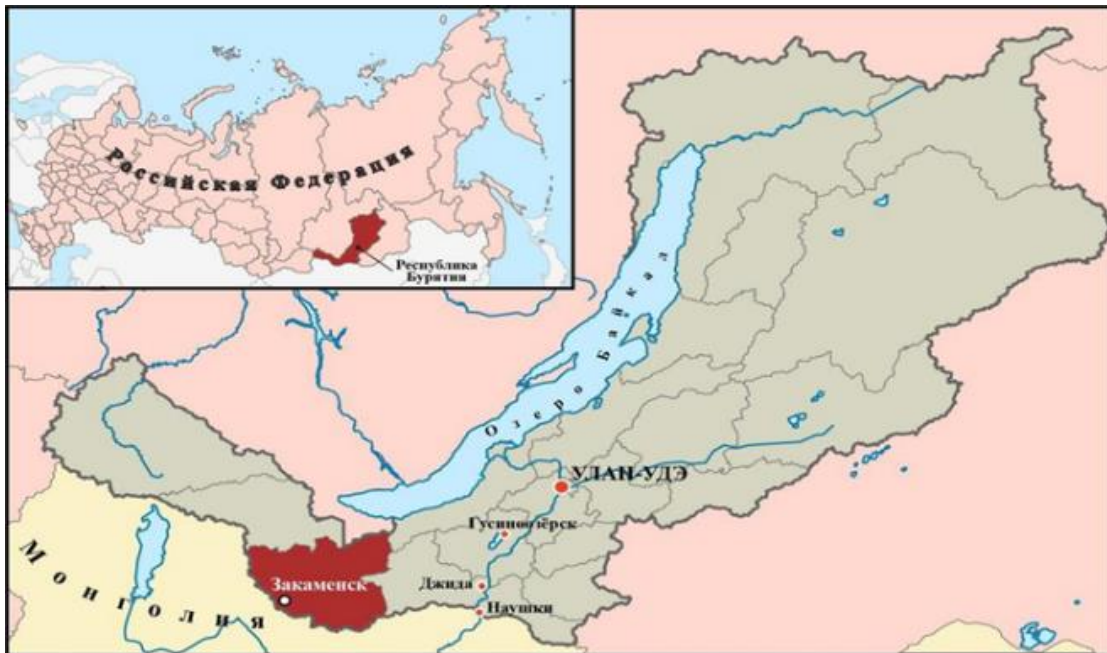 Российская Федерация
Республика
Бурятия
Озеро Байкал
УЛАН-УДЭ
Гусиноозёрск
Закаменск
Джида
Наушки
Монголия